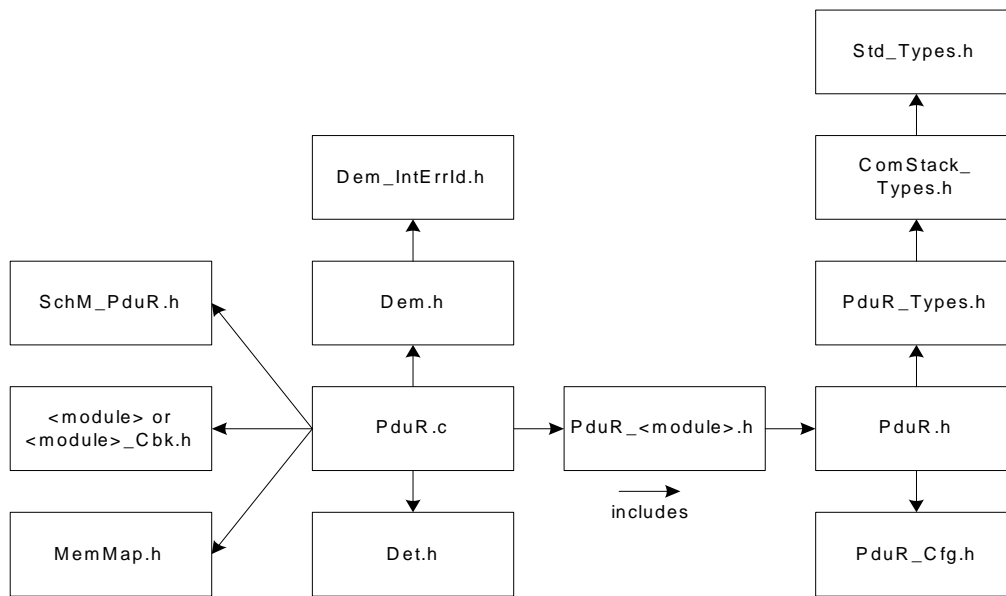 Std_Types.h
Dem_IntErrId.h
ComStack_
Types.h
SchM_PduR.h
Dem.h
PduR_Types.h
<module> or
<module>_Cbk.h
PduR.c
PduR_<module>.h
PduR.h
includes
MemMap.h
Det.h
PduR_Cfg.h